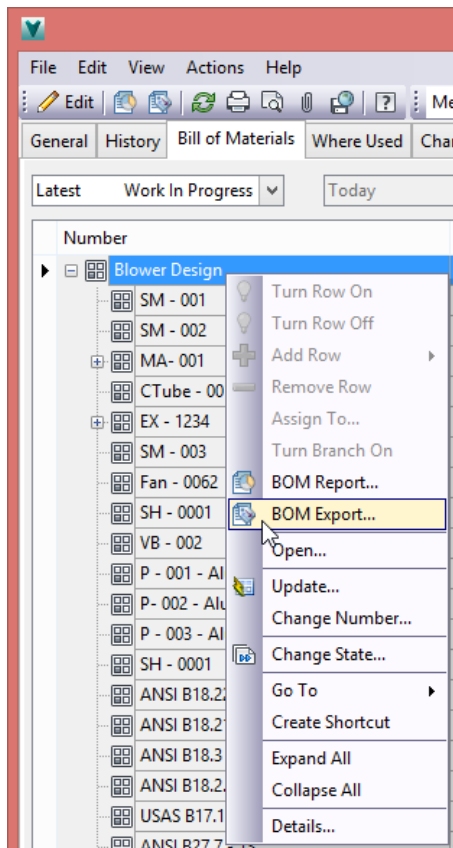 File Edit View Actions Help
Edit Me
General History Bill of Materials Where Used Char
Latest Work In Progress Today
Number
Blower Design
SM - 001
SM - 002
MA- 001
CTube - 00
EX - 1234
SM - 003
Fan - 0062
SH - 0001
VB - 002
P - 001 - Al
P- 002 - Alu
P - 003 - Al
SH - 0001
ANSI B18.22
ANSI B18.2
ANSI B18.3
ANSI B18.2.
USAS B17.1
ANSI B27.7
Turn Row On
Turn Row Off
Add Row
Remove Row
Assign To...
Turn Branch On
BOM Report...
BOM Export...
Open...
Update...
Change Number...
Change State...
Go To
Create Shortcut
Expand All
Collapse All
Details...